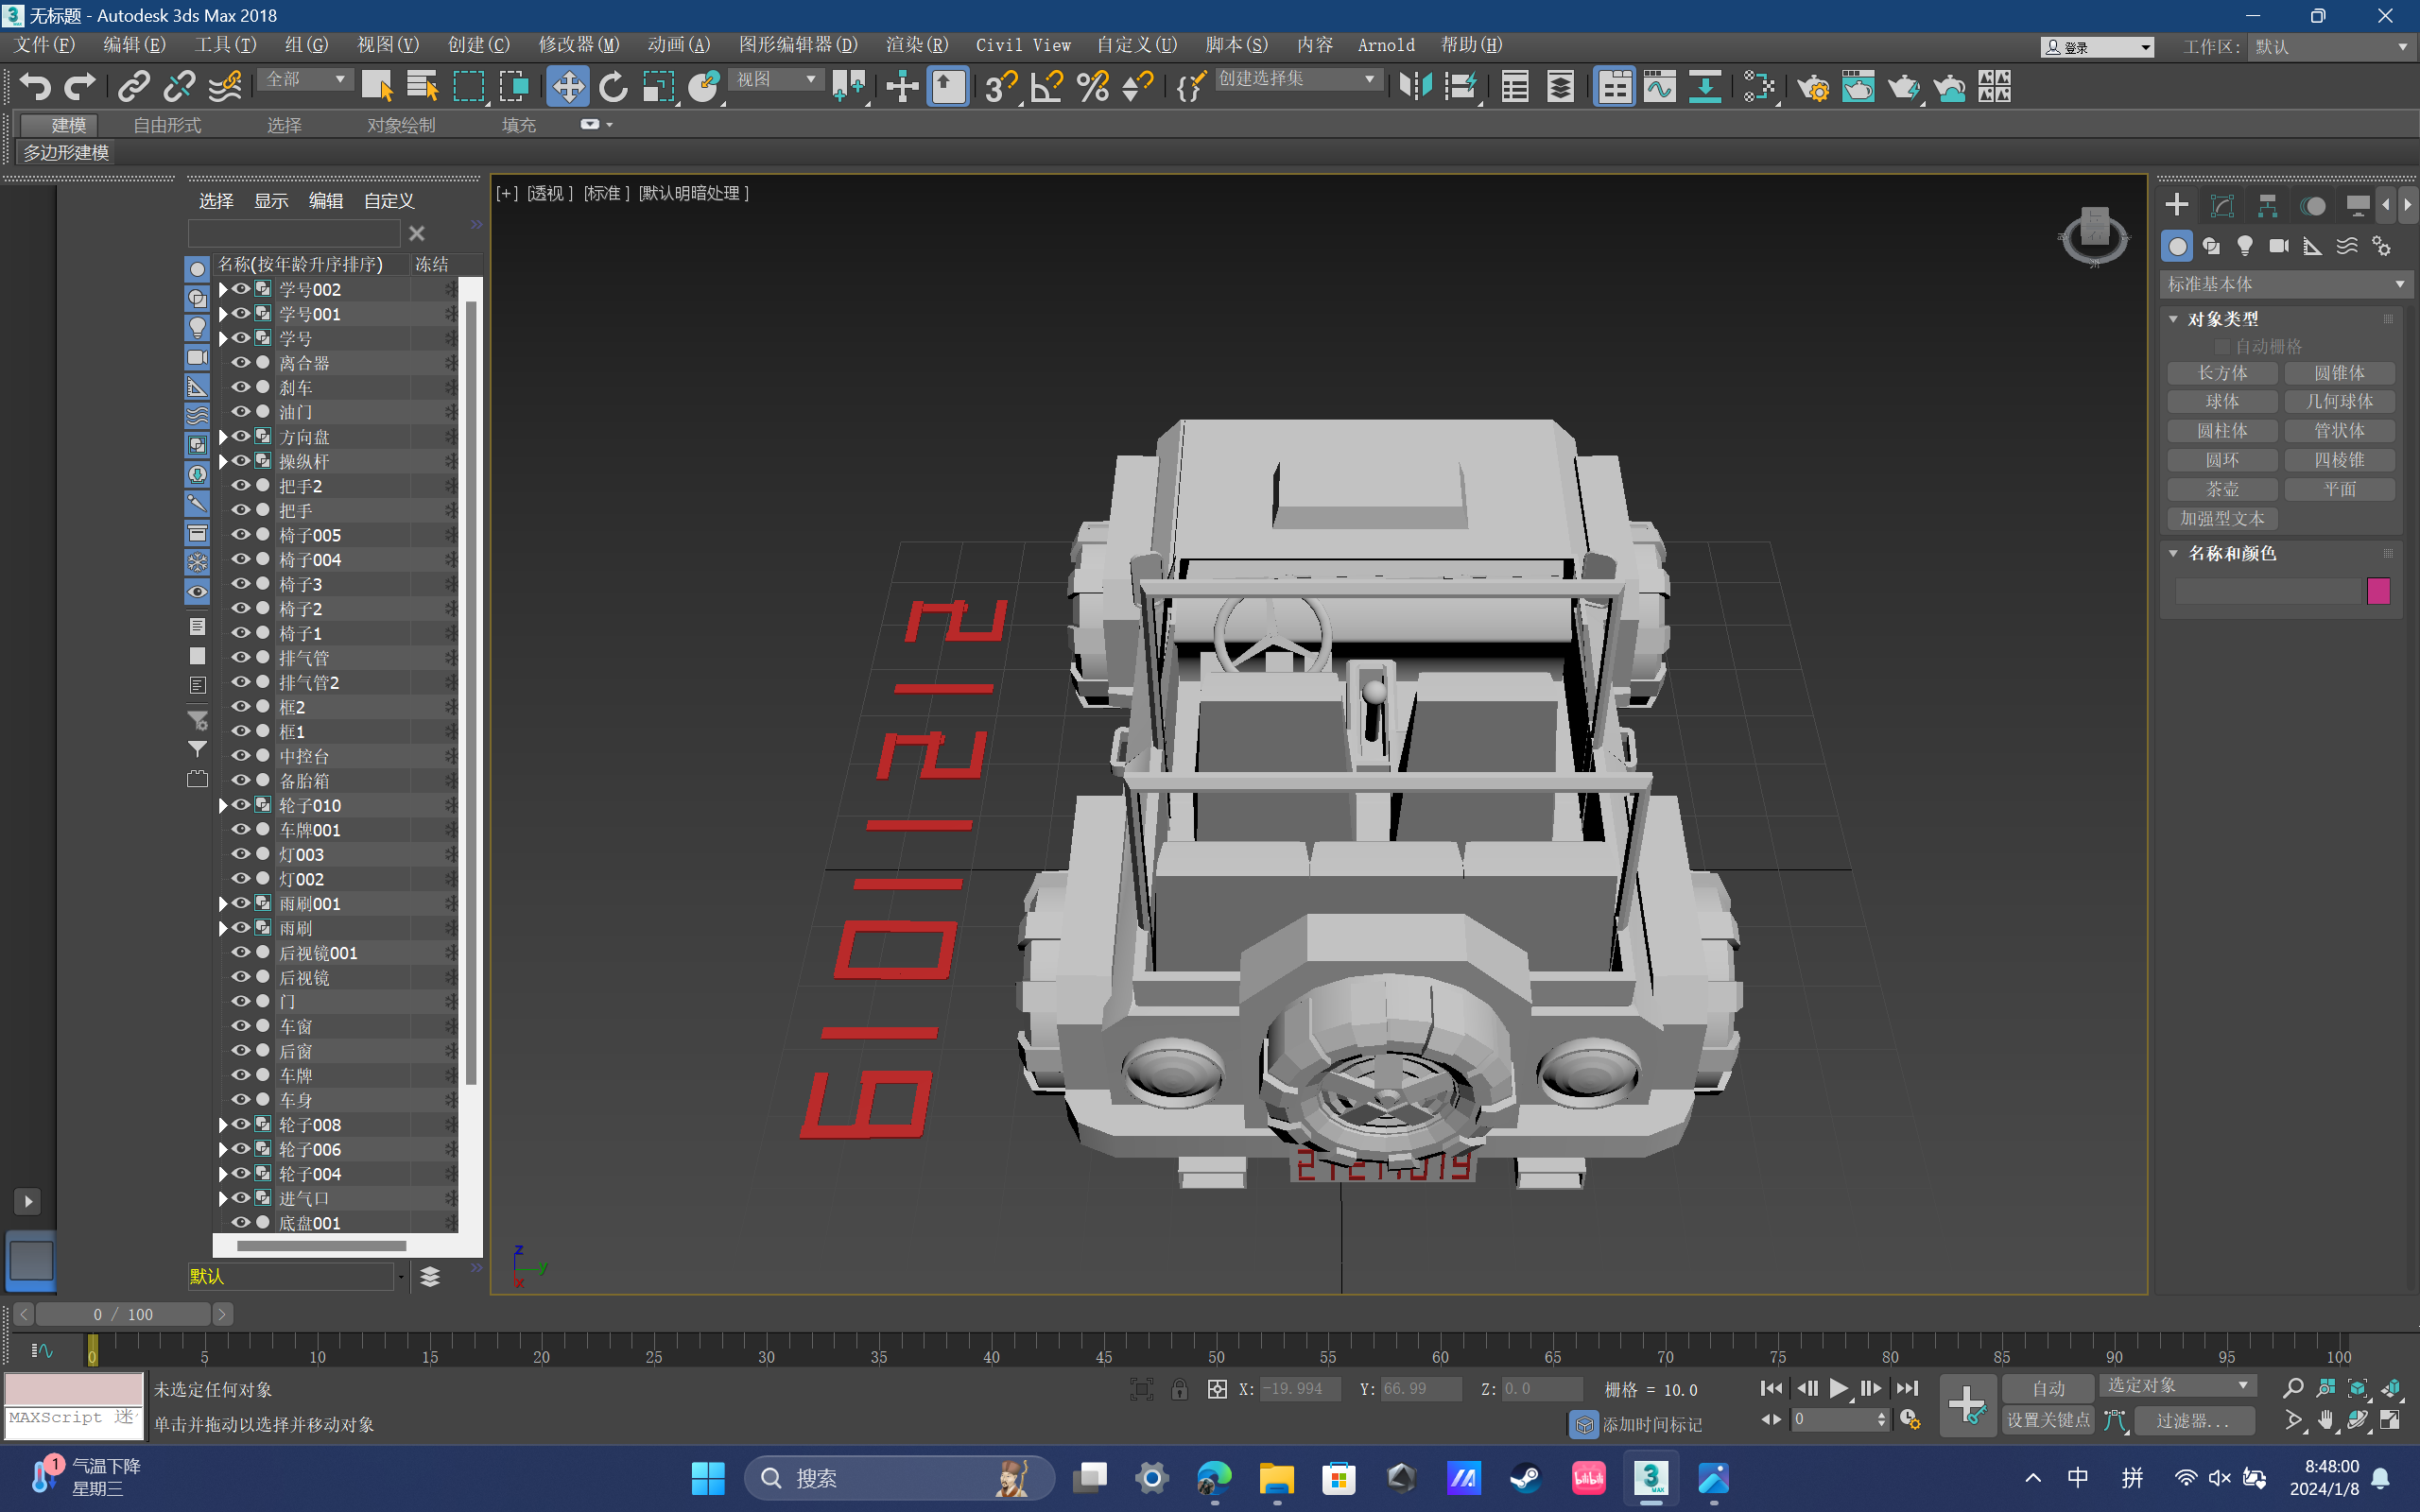 无标题 - Autodesk 3ds Max 2018
文件(F) 编辑(E) 工具(T) 组(G) 视图(V) 创建(C) 修改器(M) 动画(A) 图形编辑器(D) 渲染(R) Civil View 自定义(U) 脚本(S) 内容 Arnold 帮助(H)
登录 工作区: 默认
全部 视图 创建选择集
建模 自由形式 选择 对象绘制 填充
多边形建模
选择 显示 编辑 自定义
名称(按年龄升序排序) 冻结
学号002
学号001
学号
离合器
刹车
油门
方向盘
操纵杆
把手2
把手
椅子005
椅子004
椅子3
椅子2
椅子1
排气管
排气管2
框2
框1
中控台
备胎箱
轮子010
车牌001
灯003
灯002
雨刷001
雨刷
后视镜001
后视镜
门
车窗
后窗
车牌
车身
轮子008
轮子006
轮子004
进气口
底盘001
默认
[+] [透视] [标准] [默认明暗处理]
21211019
标准基本体
对象类型
自动栅格
长方体 圆锥体
球体 几何球体
圆柱体 管状体
圆环 四棱锥
茶壶 平面
加强型文本
名称和颜色
z
y
x
0 / 100
0 5 10 15 20 25 30 35 40 45 50 55 60 65 70 75 80 85 90 95 100
未选定任何对象
X: -19.994 Y: 66.99 Z: 0.0 栅格 = 10.0
自动 选定对象
MAXScript 迷
单击并拖动以选择并移动对象
添加时间标记
0
设置关键点 过滤器...
1
气温下降
星期三
搜索
bilibili
3
MAX
中 拼
8:48:00
2024/1/8